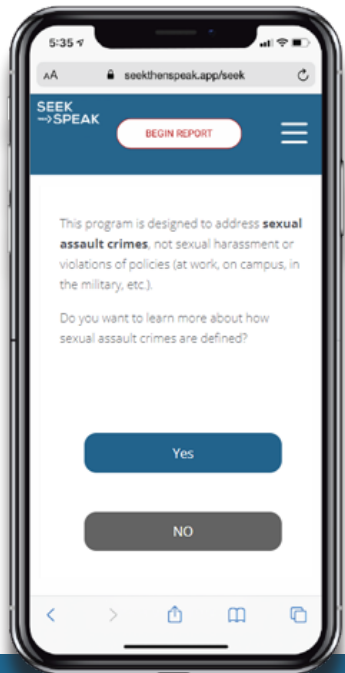 5:35
AA seekthenspeak.app/seek
SEEK
→SPEAK
BEGIN REPORT
This program is designed to address sexual
assault crimes, not sexual harassment or
violations of policies (at work, on campus, in
the military, etc.).
Do you want to learn more about how
sexual assault crimes are defined?
Yes
NO